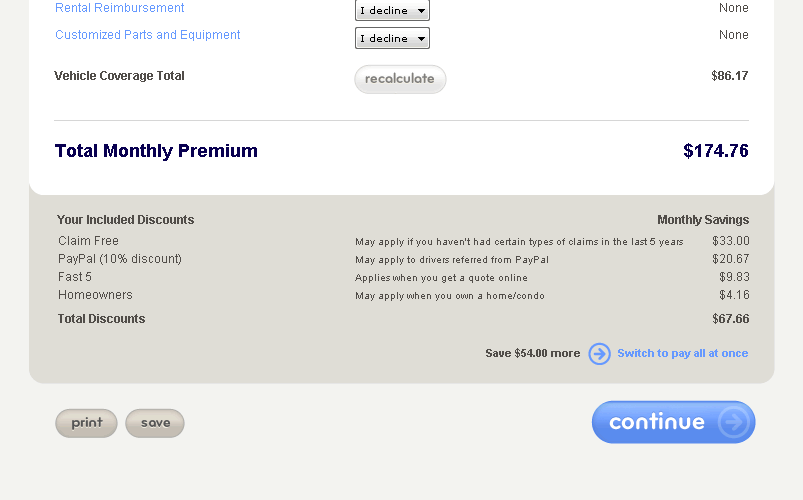 Rental Reimbursement I decline None
Customized Parts and Equipment I decline None
Vehicle Coverage Total recalculate $86.17
Total Monthly Premium $174.76
Your Included Discounts Monthly Savings
Claim Free May apply if you haven't had certain types of claims in the last 5 years $33.00
PayPal (10% discount) May apply to drivers referred from PayPal $20.67
Fast 5 Applies when you get a quote online $9.83
Homeowners May apply when you own a home/condo $4.16
Total Discounts $67.66
Save $54.00 more Switch to pay all at once
print save continue